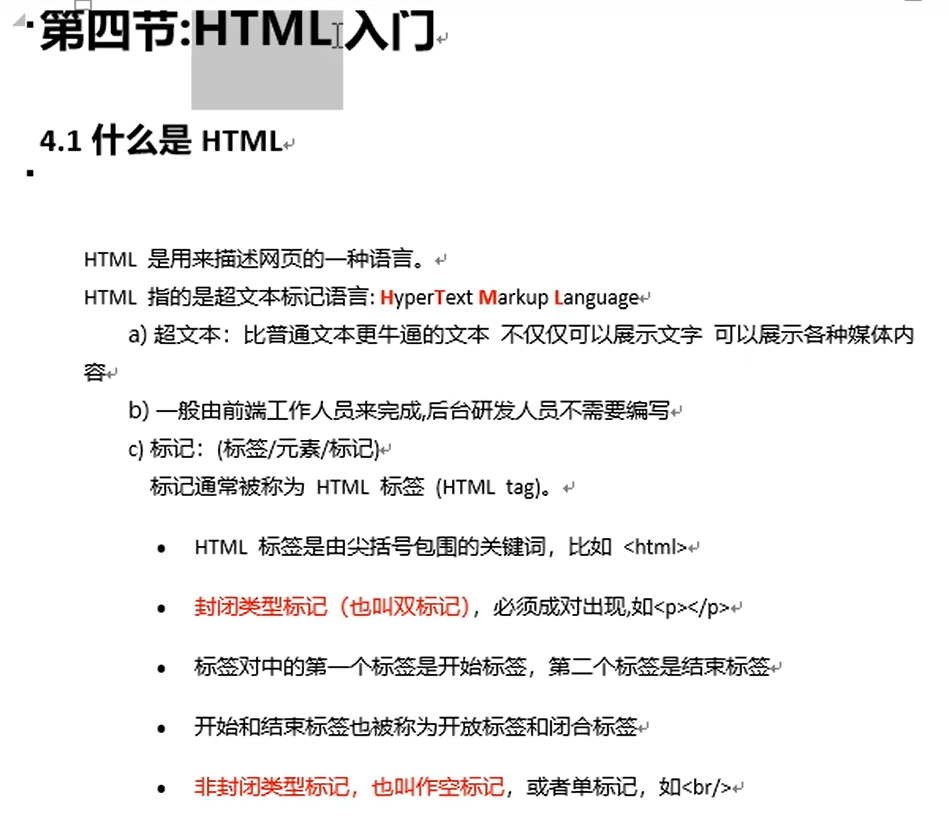 第四节:HTML 入门
4.1 什么是 HTML
HTML 是用来描述网页的一种语言。
HTML 指的是超文本标记语言: HyperText Markup Language
a) 超文本：比普通文本更牛逼的文本 不仅仅可以展示文字 可以展示各种媒体内
容
b) 一般由前端工作人员来完成,后台研发人员不需要编写
c) 标记：(标签/元素/标记)
标记通常被称为 HTML 标签 (HTML tag)。
• HTML 标签是由尖括号包围的关键词，比如 <html>
• 封闭类型标记（也叫双标记），必须成对出现,如<p></p>
• 标签对中的第一个标签是开始标签，第二个标签是结束标签
• 开始和结束标签也被称为开放标签和闭合标签
• 非封闭类型标记，也叫作空标记，或者单标记，如<br/>